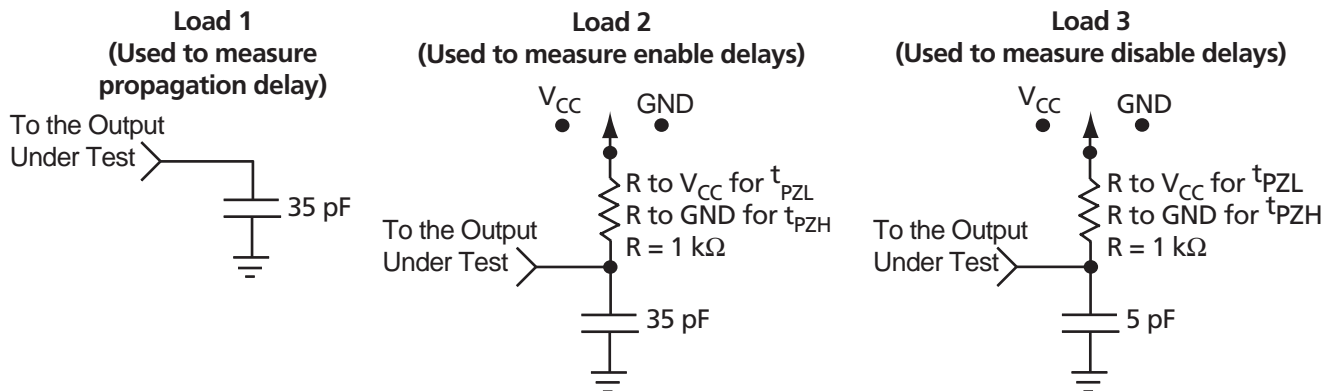 Load 1
(Used to measure
propagation delay)
To the Output
Under Test
35 pF
Load 2
(Used to measure enable delays)
VCC
GND
R to VCC for tPZL
R to GND for tPZH
R = 1 kΩ
To the Output
Under Test
35 pF
Load 3
(Used to measure disable delays)
VCC
GND
R to VCC for tPZL
R to GND for tPZH
R = 1 kΩ
To the Output
Under Test
5 pF